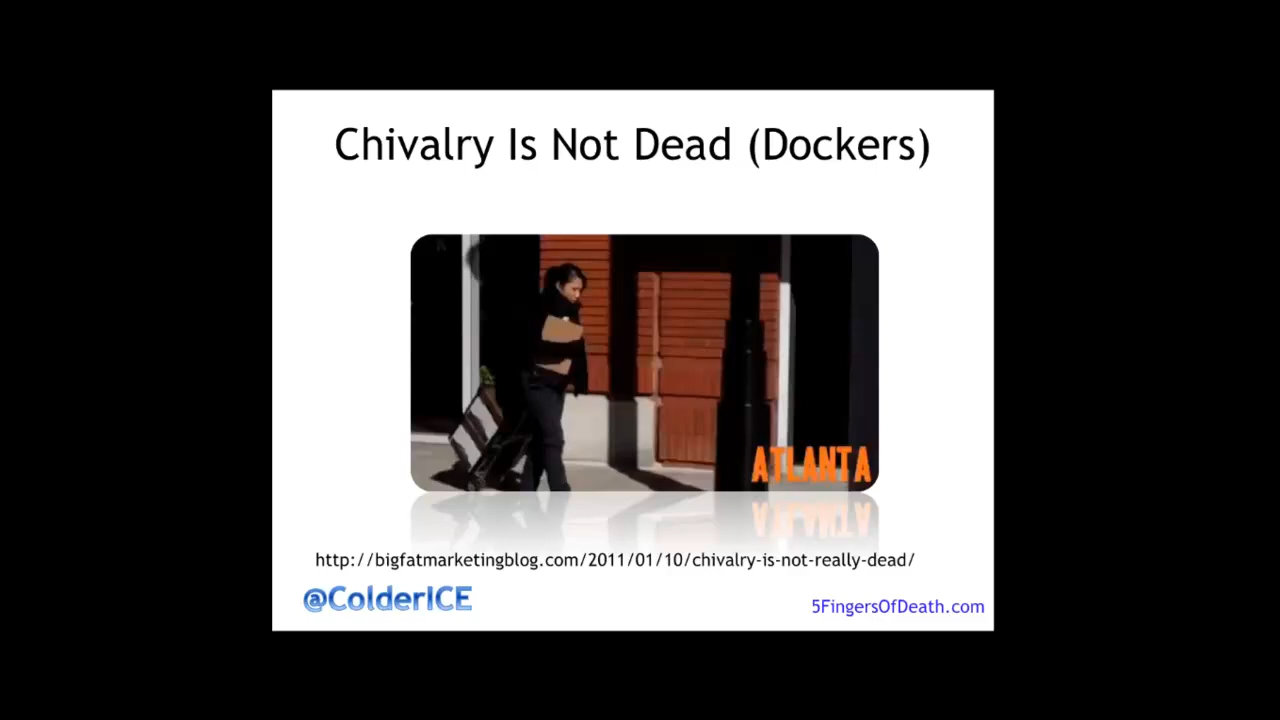 Chivalry Is Not Dead (Dockers)
ATLANTA
http://bigfatmarketingblog.com/2011/01/10/chivalry-is-not-really-dead/
@ColderICE
5FingersOfDeath.com